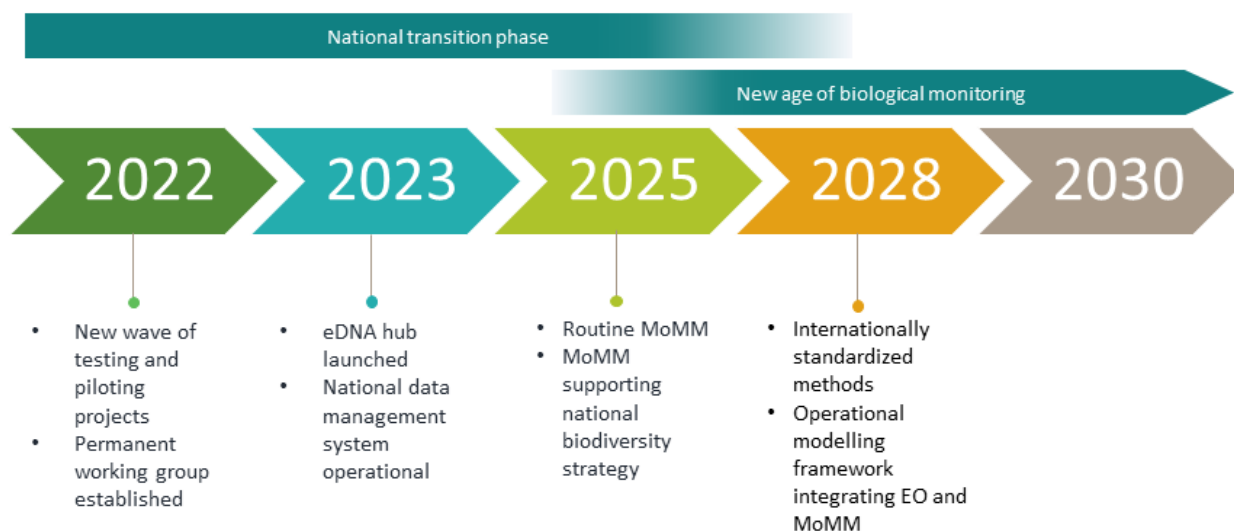 National transition phase
New age of biological monitoring
2022
2023
2025
2028
2030
• New wave of
testing and
piloting
projects
• Permanent
working group
established
• eDNA hub
launched
• National data
management
system
operational
• Routine MoMM
• MoMM
supporting
national
biodiversity
strategy
• Internationally
standardized
methods
• Operational
modelling
framework
integrating EO and
MoMM